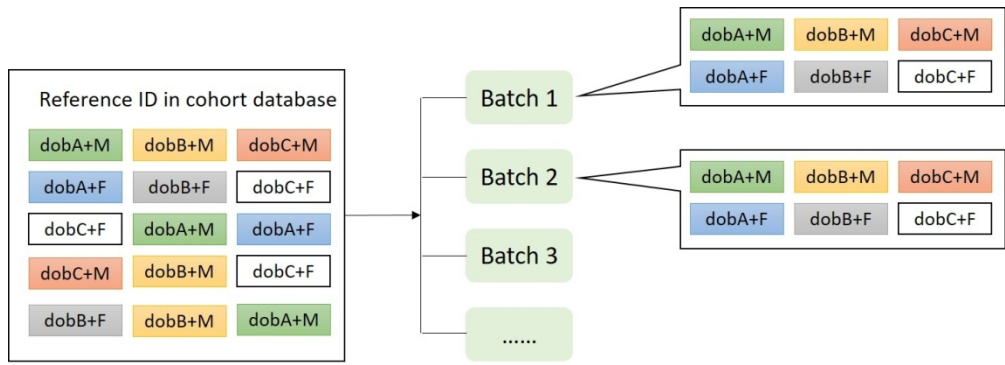 Reference ID in cohort database
dobA+M dobB+M dobC+M
dobA+F dobB+F dobC+F
dobC+F dobA+M dobA+F
dobC+M dobB+M dobC+F
dobB+F dobB+M dobA+M
Batch 1
Batch 2
Batch 3
......
dobA+M dobB+M dobC+M
dobA+F dobB+F dobC+F
dobA+M dobB+M dobC+M
dobA+F dobB+F dobC+F